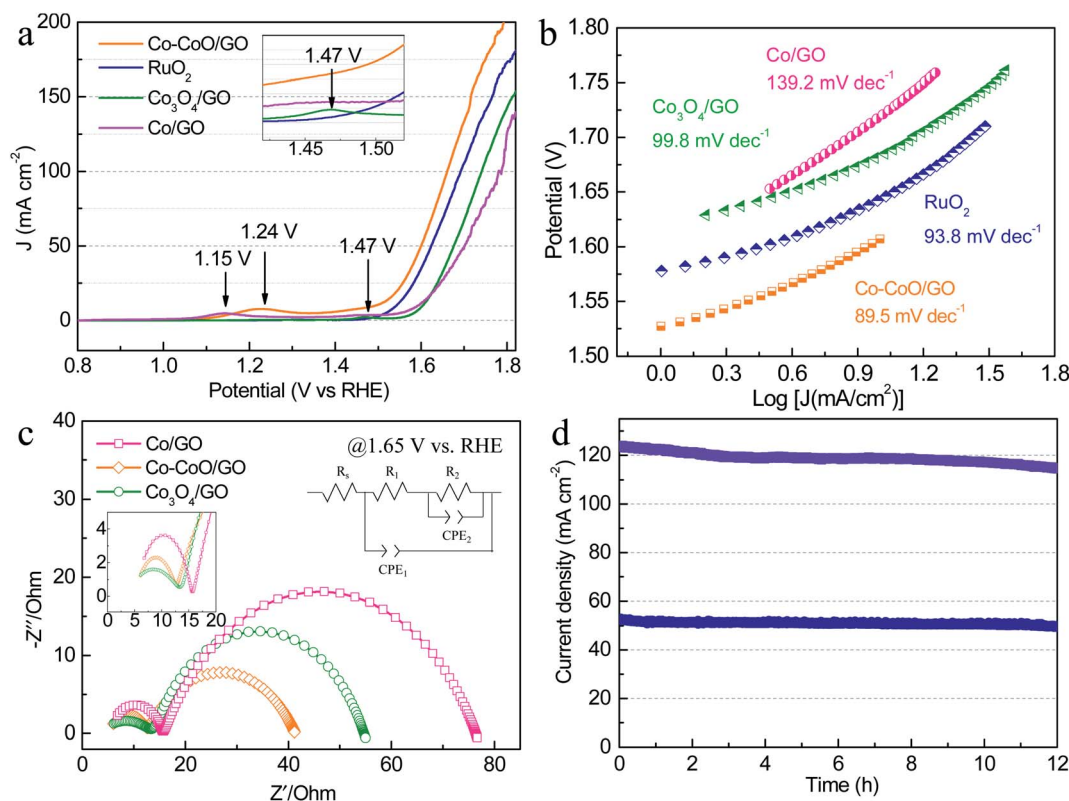 a
J (mA cm⁻²)
200
150
100
50
0
Co-CoO/GO
RuO₂
Co₃O₄/GO
Co/GO
1.47 V
1.45 1.50
1.15 V
1.24 V
1.47 V
0.8 1.0 1.2 1.4 1.6 1.8
Potential (V vs RHE)
b
Potential (V)
1.80
1.75
1.70
1.65
1.60
1.55
1.50
Co/GO
139.2 mV dec⁻¹
Co₃O₄/GO
99.8 mV dec⁻¹
RuO₂
93.8 mV dec⁻¹
Co-CoO/GO
89.5 mV dec⁻¹
0.0 0.3 0.6 0.9 1.2 1.5 1.8
Log [J(mA/cm²)]
c
-Z''/Ohm
40
30
20
10
0
Co/GO
Co-CoO/GO
Co₃O₄/GO
@1.65 V vs. RHE
Rₛ R₁ R₂
CPE₂
CPE₁
4
2
0
0 5 10 15 20
0 20 40 60 80
Z'/Ohm
d
Current density (mA cm⁻²)
120
100
80
60
40
20
0
0 2 4 6 8 10 12
Time (h)